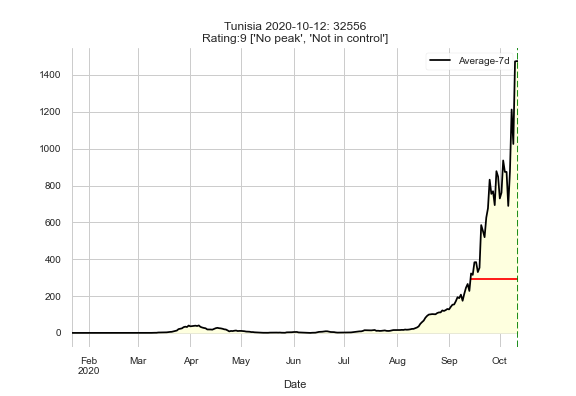 Tunisia 2020-10-12: 32556
Rating:9 ['No peak', 'Not in control']
Average-7d
1400
1200
1000
800
600
400
200
0
Feb Mar Apr May Jun Jul Aug Sep Oct
2020
Date